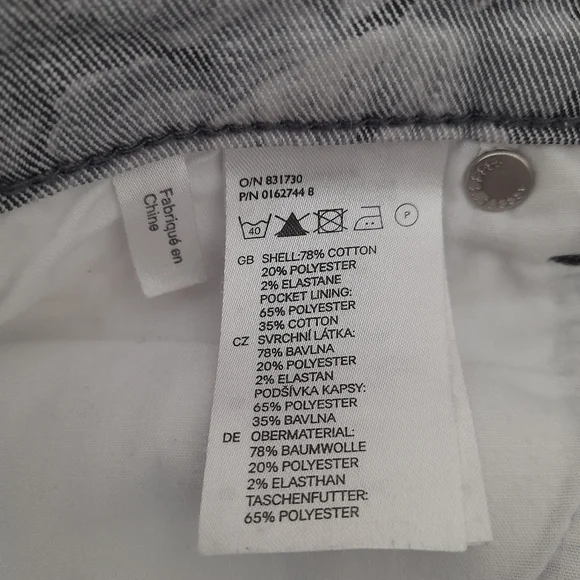 Fabriqué en
Chine
O/N 831730
P/N 0162744 8
40
P
GB SHELL:78% COTTON
20% POLYESTER
2% ELASTANE
POCKET LINING:
65% POLYESTER
35% COTTON
CZ SVRCHNÍ LÁTKA:
78% BAVLNA
20% POLYESTER
2% ELASTAN
PODŠÍVKA KAPSY:
65% POLYESTER
35% BAVLNA
DE OBERMATERIAL:
78% BAUMWOLLE
20% POLYESTER
2% ELASTHAN
TASCHENFUTTER:
65% POLYESTER